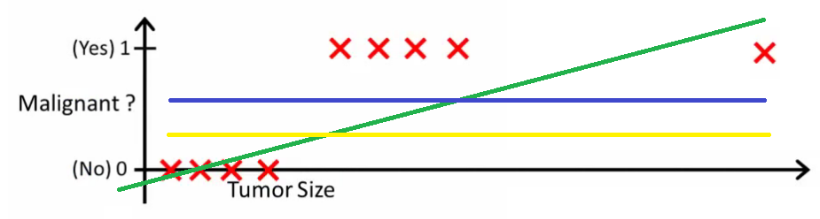 (Yes) 1
Malignant ?
(No) 0
Tumor Size